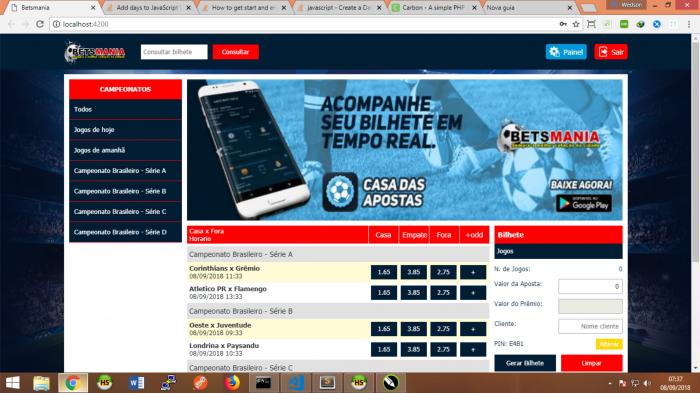 Betsmania
Add days to JavaScript
How to get start and en
javascript - Create a Da
Carbon - A simple PHP
Nova guia
Wedson
localhost:4200
BETSMANIA
Consultar bilhete
Consultar
Painel
Sair
CAMPEONATOS
Todos
Jogos de hoje
Jogos de amanhã
Campeonato Brasileiro - Série A
Campeonato Brasileiro - Série B
Campeonato Brasileiro - Série C
Campeonato Brasileiro - Série D
ACOMPANHE
SEU BILHETE EM
TEMPO REAL.
CASA DAS
APOSTAS
BETSMANIA
BAIXE AGORA!
DISPONÍVEL NO
Google Play
Casa x Fora
Horario
Casa Empate Fora +odd
Campeonato Brasileiro - Série A
Corinthians x Grêmio
08/09/2018 11:33
1.65 3.85 2.75 +
Atletico PR x Flamengo
08/09/2018 13:33
1.65 3.85 2.75 +
Campeonato Brasileiro - Série B
Oeste x Juventude
08/09/2018 09:33
1.65 3.85 2.75 +
Londrina x Paysandu
08/09/2018 10:33
1.65 3.85 2.75 +
Campeonato Brasileiro - Série C
Bilhete
Jogos
N. de Jogos: 0
Valor da Aposta: 0
Valor do Prêmio:
Cliente: Nome cliente
PIN: E4B1 Alterar
Gerar Bilhete Limpar
07:37
08/09/2018